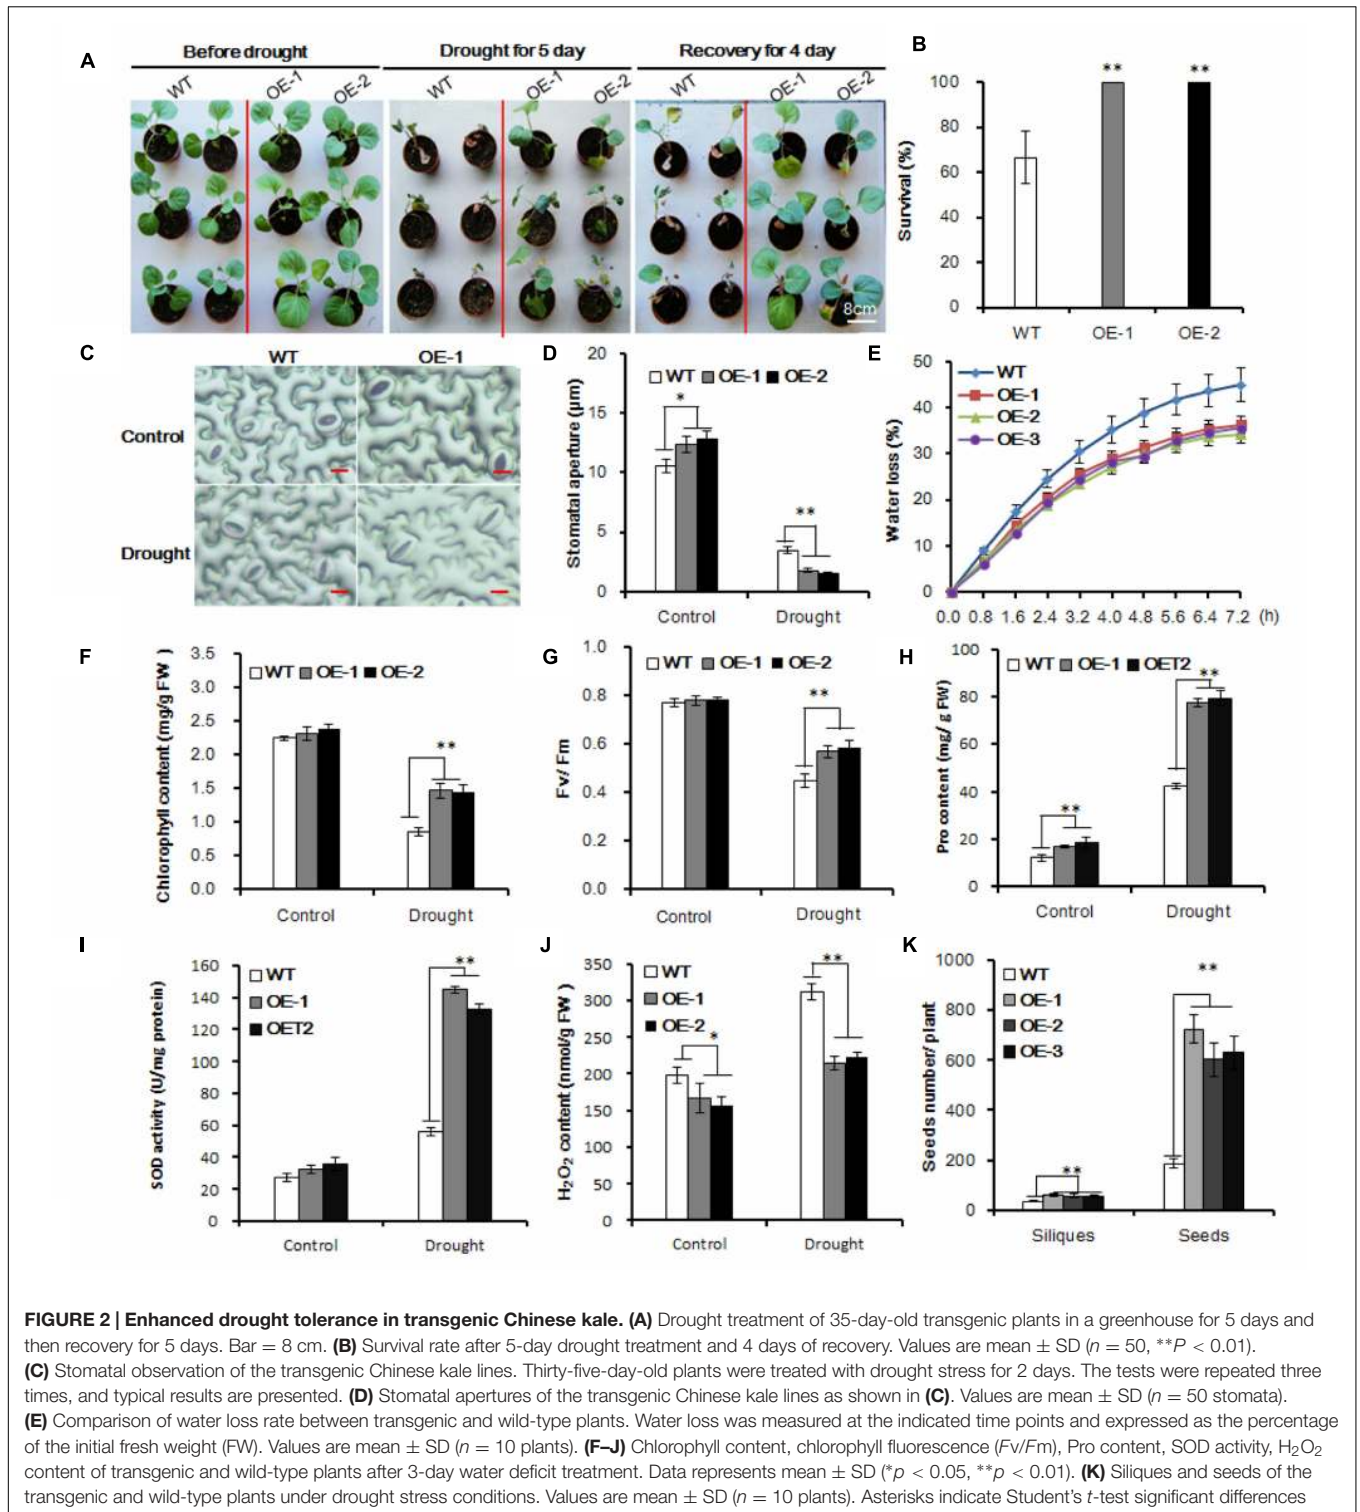 A
Before drought
Drought for 5 day
Recovery for 4 day
WT
OE-1
OE-2
WT
OE-1
OE-2
WT
OE-1
OE-2
8cm
B
Survival (%)
100
80
60
40
20
0
**
**
WT
OE-1
OE-2
C
WT
OE-1
Control
Drought
D
Stomatal aperture (μm)
20
15
10
5
0
WT OE-1 OE-2
*
**
Control
Drought
E
Water loss (%)
50
40
30
20
10
0
WT
OE-1
OE-2
OE-3
0.0 0.8 1.6 2.4 3.2 4.0 4.8 5.6 6.4 7.2 (h)
F
Chlorophyll content (mg/g FW )
3.5
3.0
2.5
2.0
1.5
1.0
0.5
0.0
WT OE-1 OE-2
**
Control
Drought
G
Fv/ Fm
1.0
0.8
0.6
0.4
0.2
0.0
WT OE-1 OE-2
**
Control
Drought
H
Pro content (mg/ g FW)
100
80
60
40
20
0
WT OE-1 OET2
**
**
Control
Drought
I
SOD activity (U/mg protein)
160
140
120
100
80
60
40
20
0
WT
OE-1
OET2
**
Control
Drought
J
H2O2 content (nmol/g FW )
350
300
250
200
150
100
50
0
WT
OE-1
OE-2
*
**
Control
Drought
K
Seeds number/ plant
1000
800
600
400
200
0
WT
OE-1
OE-2
OE-3
**
**
Siliques
Seeds
FIGURE 2 | Enhanced drought tolerance in transgenic Chinese kale. (A) Drought treatment of 35-day-old transgenic plants in a greenhouse for 5 days and
then recovery for 5 days. Bar = 8 cm. (B) Survival rate after 5-day drought treatment and 4 days of recovery. Values are mean ± SD (n = 50, **P < 0.01).
(C) Stomatal observation of the transgenic Chinese kale lines. Thirty-five-day-old plants were treated with drought stress for 2 days. The tests were repeated three
times, and typical results are presented. (D) Stomatal apertures of the transgenic Chinese kale lines as shown in (C). Values are mean ± SD (n = 50 stomata).
(E) Comparison of water loss rate between transgenic and wild-type plants. Water loss was measured at the indicated time points and expressed as the percentage
of the initial fresh weight (FW). Values are mean ± SD (n = 10 plants). (F–J) Chlorophyll content, chlorophyll fluorescence (Fv/Fm), Pro content, SOD activity, H2O2
content of transgenic and wild-type plants after 3-day water deficit treatment. Data represents mean ± SD (*p < 0.05, **p < 0.01). (K) Siliques and seeds of the
transgenic and wild-type plants under drought stress conditions. Values are mean ± SD (n = 10 plants). Asterisks indicate Student's t-test significant differences